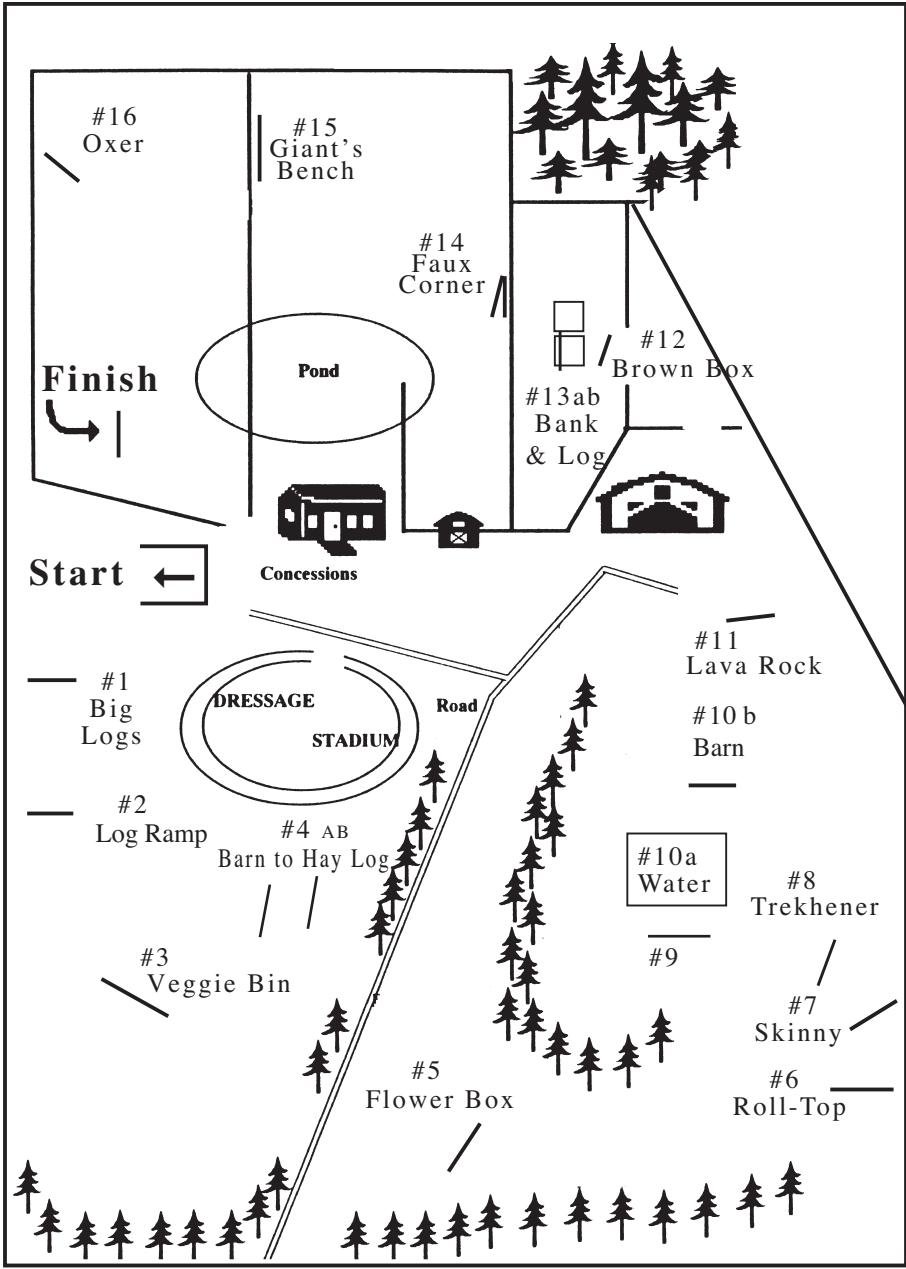 #16
Oxer
#15
Giant's
Bench
#14
Faux
Corner
#12
Brown Box
#13ab
Bank
& Log
Pond
Finish
Start
Concessions
#11
Lava Rock
#1
Big
Logs
DRESSAGE
STADIUM
Road
#10 b
Barn
#2
Log Ramp
#4 AB
Barn to Hay Log
#10a
Water
#8
Trekhener
#9
#3
Veggie Bin
#7
Skinny
#5
Flower Box
#6
Roll-Top